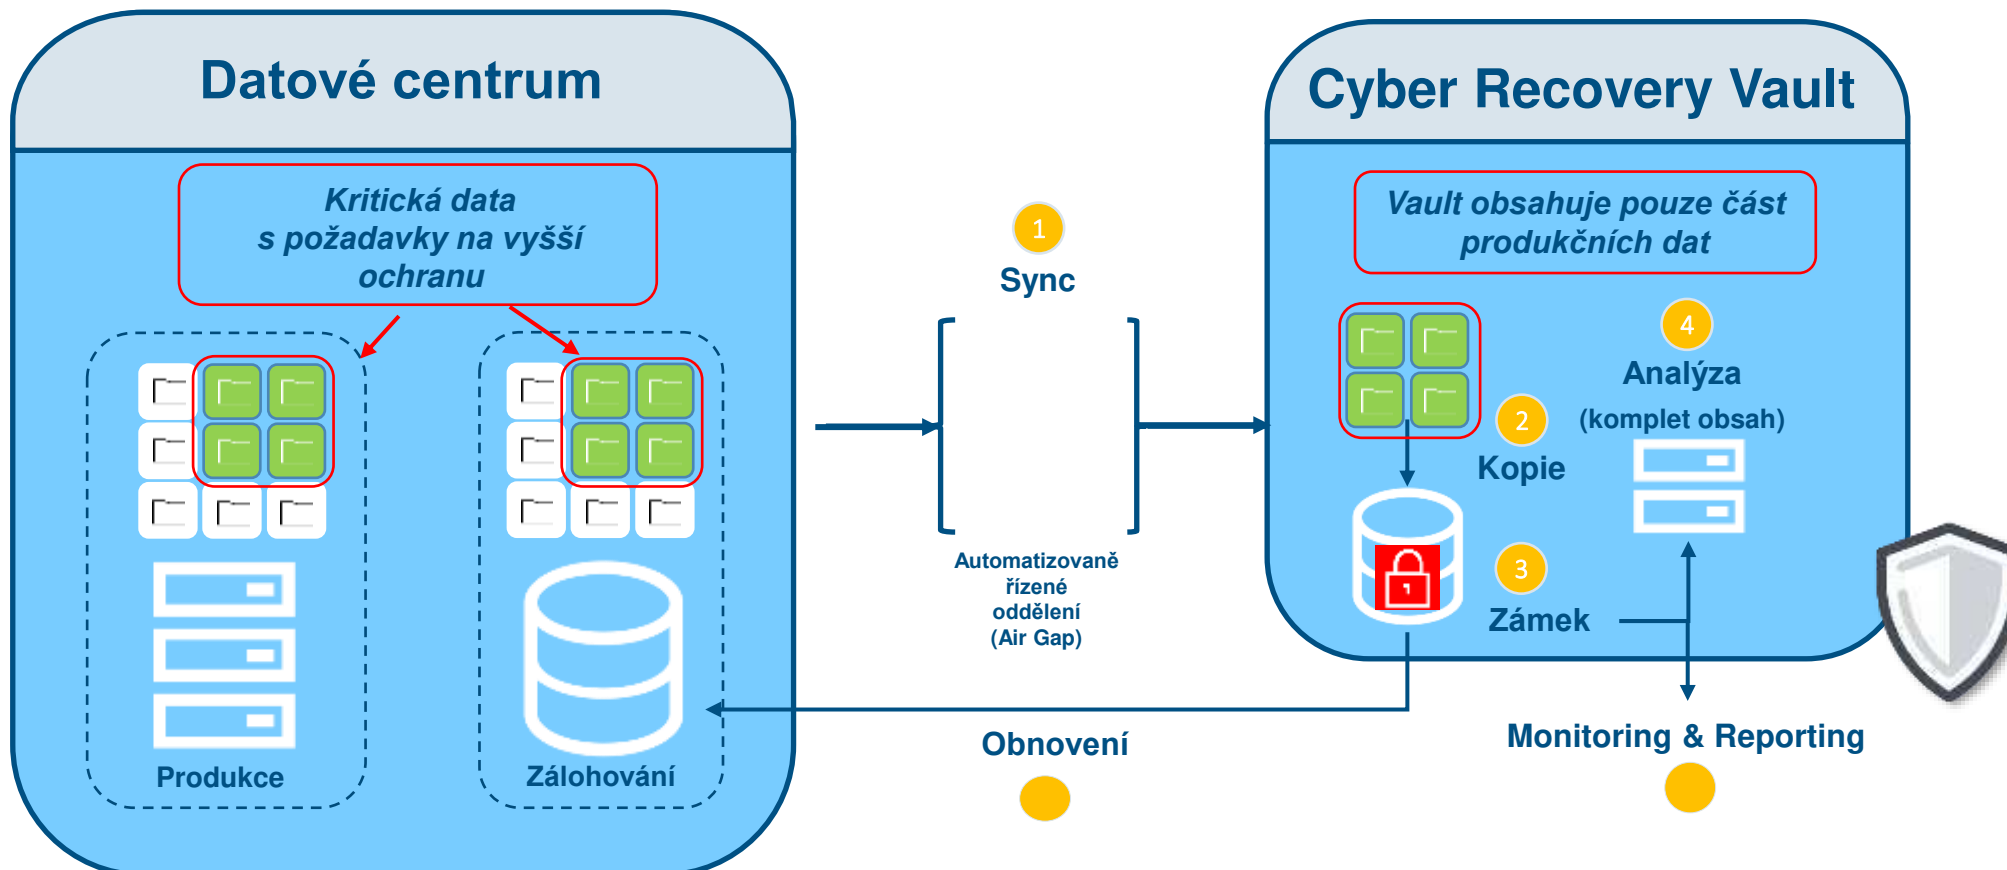 Datové centrum
Kritická data
s požadavky na vyšší
ochranu
Produkce
Zálohování
1
Sync
Automatizovaně
řízené
oddělení
(Air Gap)
Obnovení
Cyber Recovery Vault
Vault obsahuje pouze část
produkčních dat
4
Analýza
(komplet obsah)
2
Kopie
3
Zámek
Monitoring & Reporting